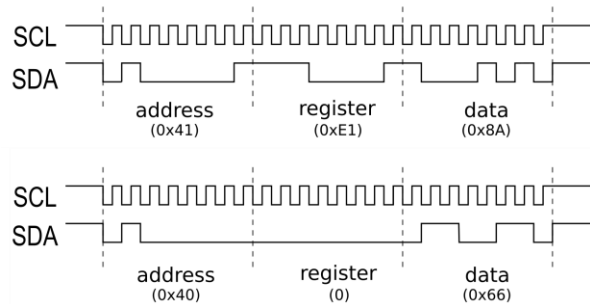 SCL
SDA
address register data
(0x41) (0xE1) (0x8A)
SCL
SDA
address register data
(0x40) (0) (0x66)